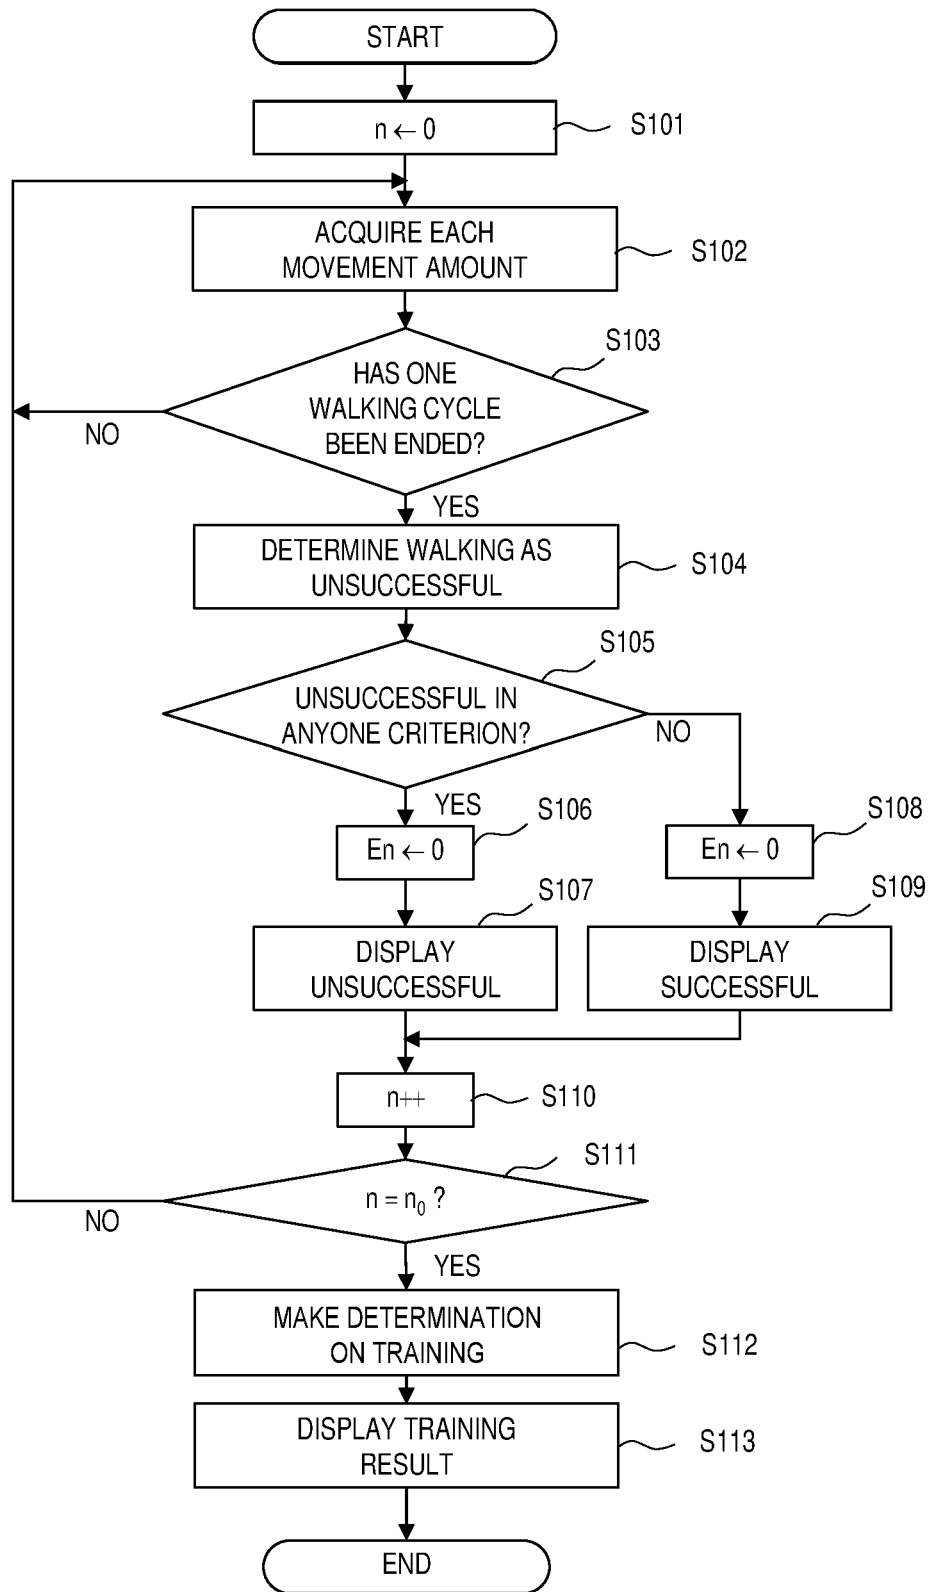 START
n ← 0
S101
ACQUIRE EACH
MOVEMENT AMOUNT
S102
S103
HAS ONE
WALKING CYCLE
BEEN ENDED?
NO
YES
DETERMINE WALKING AS
UNSUCCESSFUL
S104
S105
UNSUCCESSFUL IN
ANYONE CRITERION?
NO
YES
S106
En ← 0
S108
En ← 0
S107
DISPLAY
UNSUCCESSFUL
S109
DISPLAY
SUCCESSFUL
n++
S110
S111
n = n₀ ?
NO
YES
MAKE DETERMINATION
ON TRAINING
S112
DISPLAY TRAINING
RESULT
S113
END